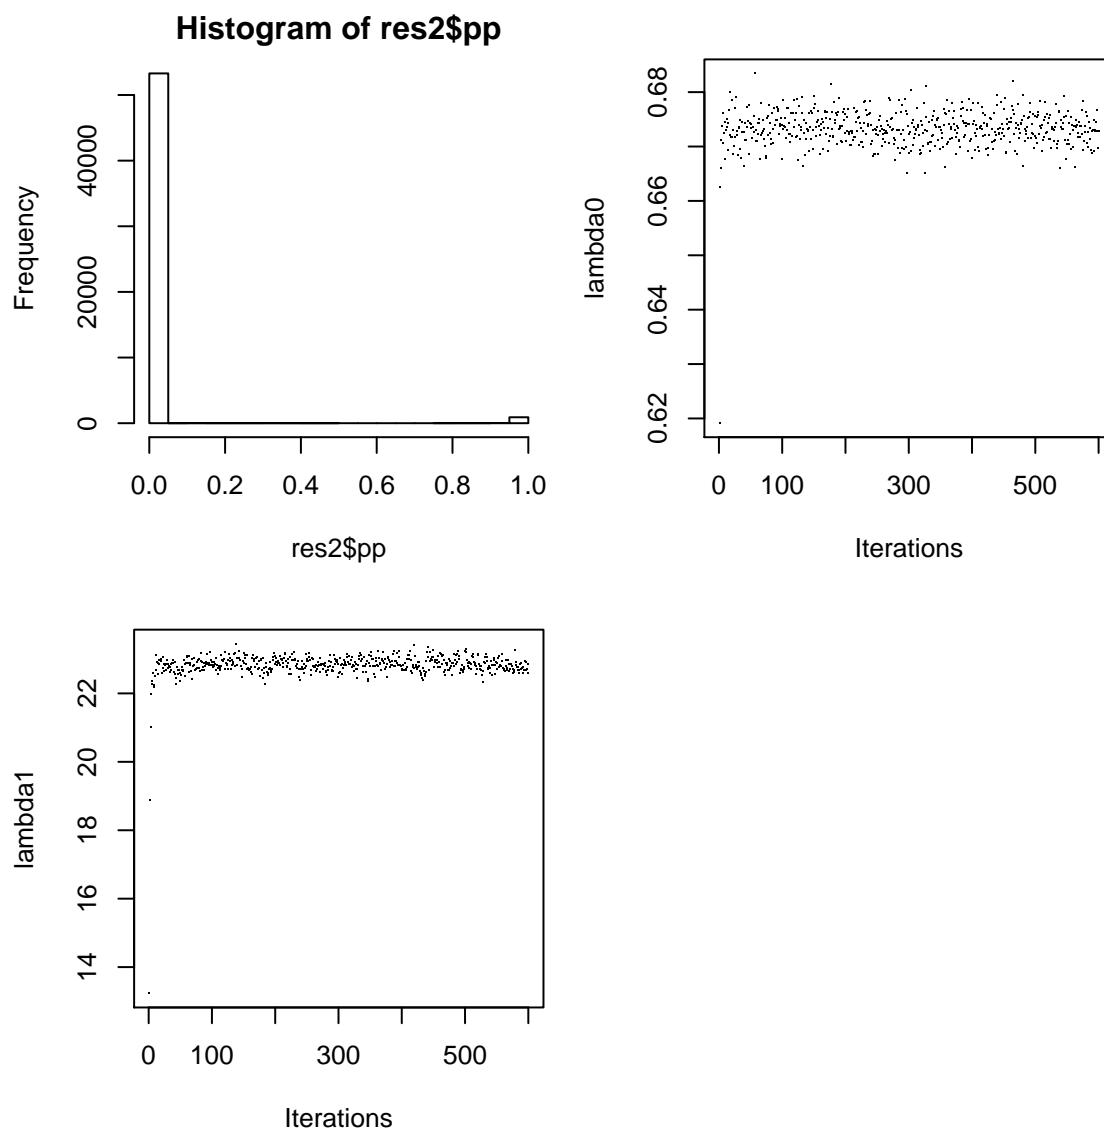 Histogram of res2$pp
Frequency
0
20000
40000
0.0 0.2 0.4 0.6 0.8 1.0
res2$pp
lambda0
0.62
0.64
0.66
0.68
0 100 300 500
Iterations
lambda1
14
16
18
20
22
0 100 300 500
Iterations